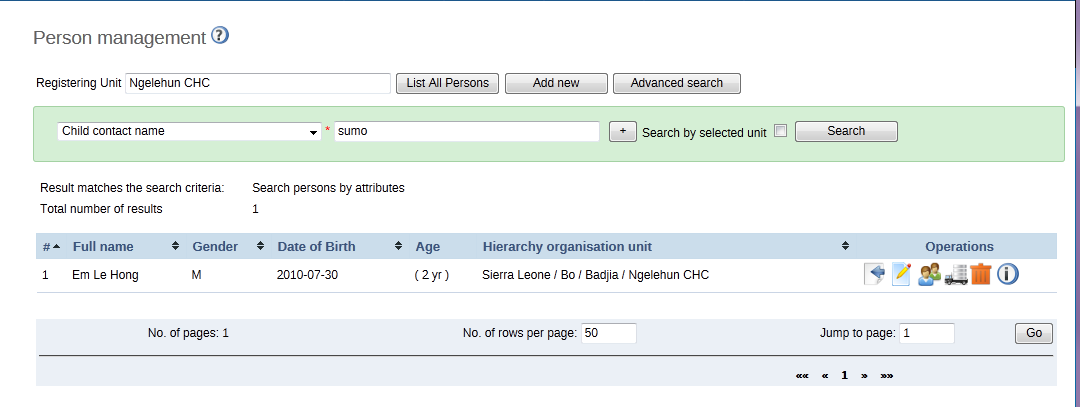 Person management ?
Registering Unit Ngelehun CHC List All Persons Add new Advanced search
Child contact name * sumo + Search by selected unit Search
Result matches the search criteria: Search persons by attributes
Total number of results 1
# Full name Gender Date of Birth Age Hierarchy organisation unit Operations
1 Em Le Hong M 2010-07-30 ( 2 yr ) Sierra Leone / Bo / Badjia / Ngelehun CHC
No. of pages: 1 No. of rows per page: 50 Jump to page: 1 Go
«« « 1 » »»